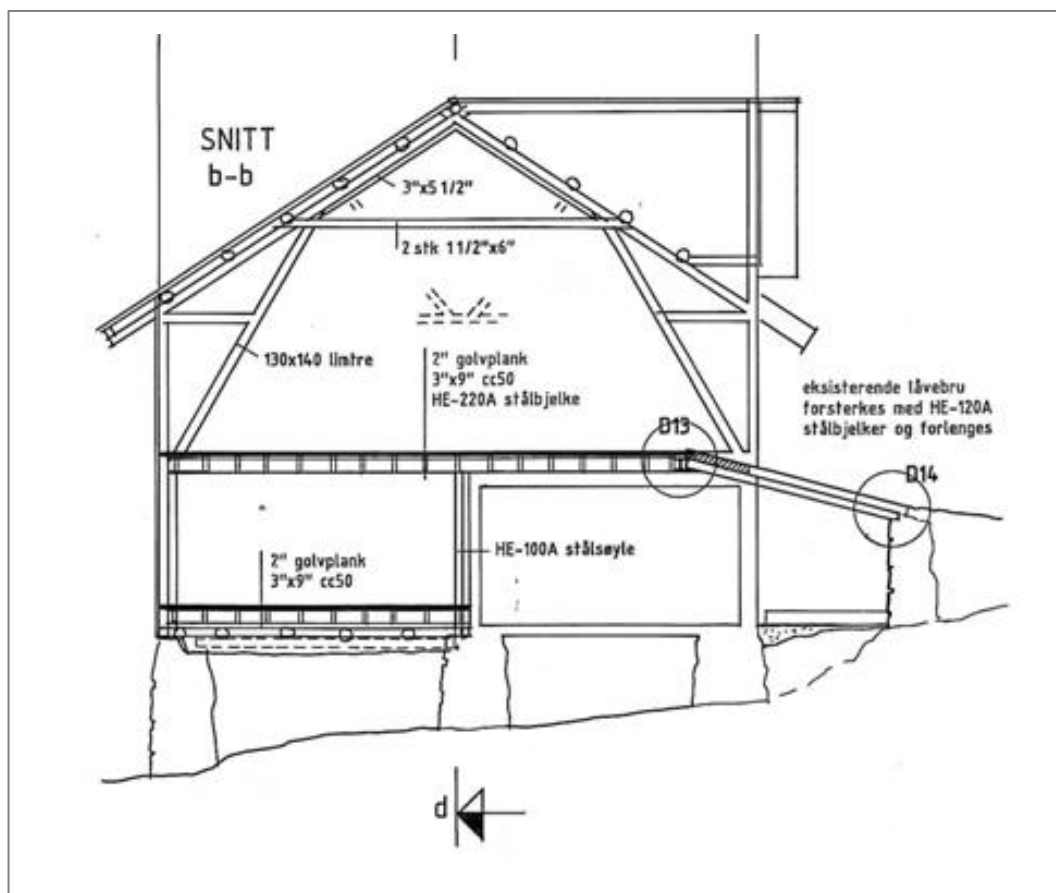 SNITT
b-b
3"x5 1/2"
2 stk 1 1/2"x6"
130x140 limtre
2" golvplank
3"x9" cc50
HE-220A stålbjelke
eksisterende låvebru
forsterkes med HE-120A
stålbjelker og forlenges
D13
D14
HE-100A stålsøyle
2" golvplank
3"x9" cc50
d